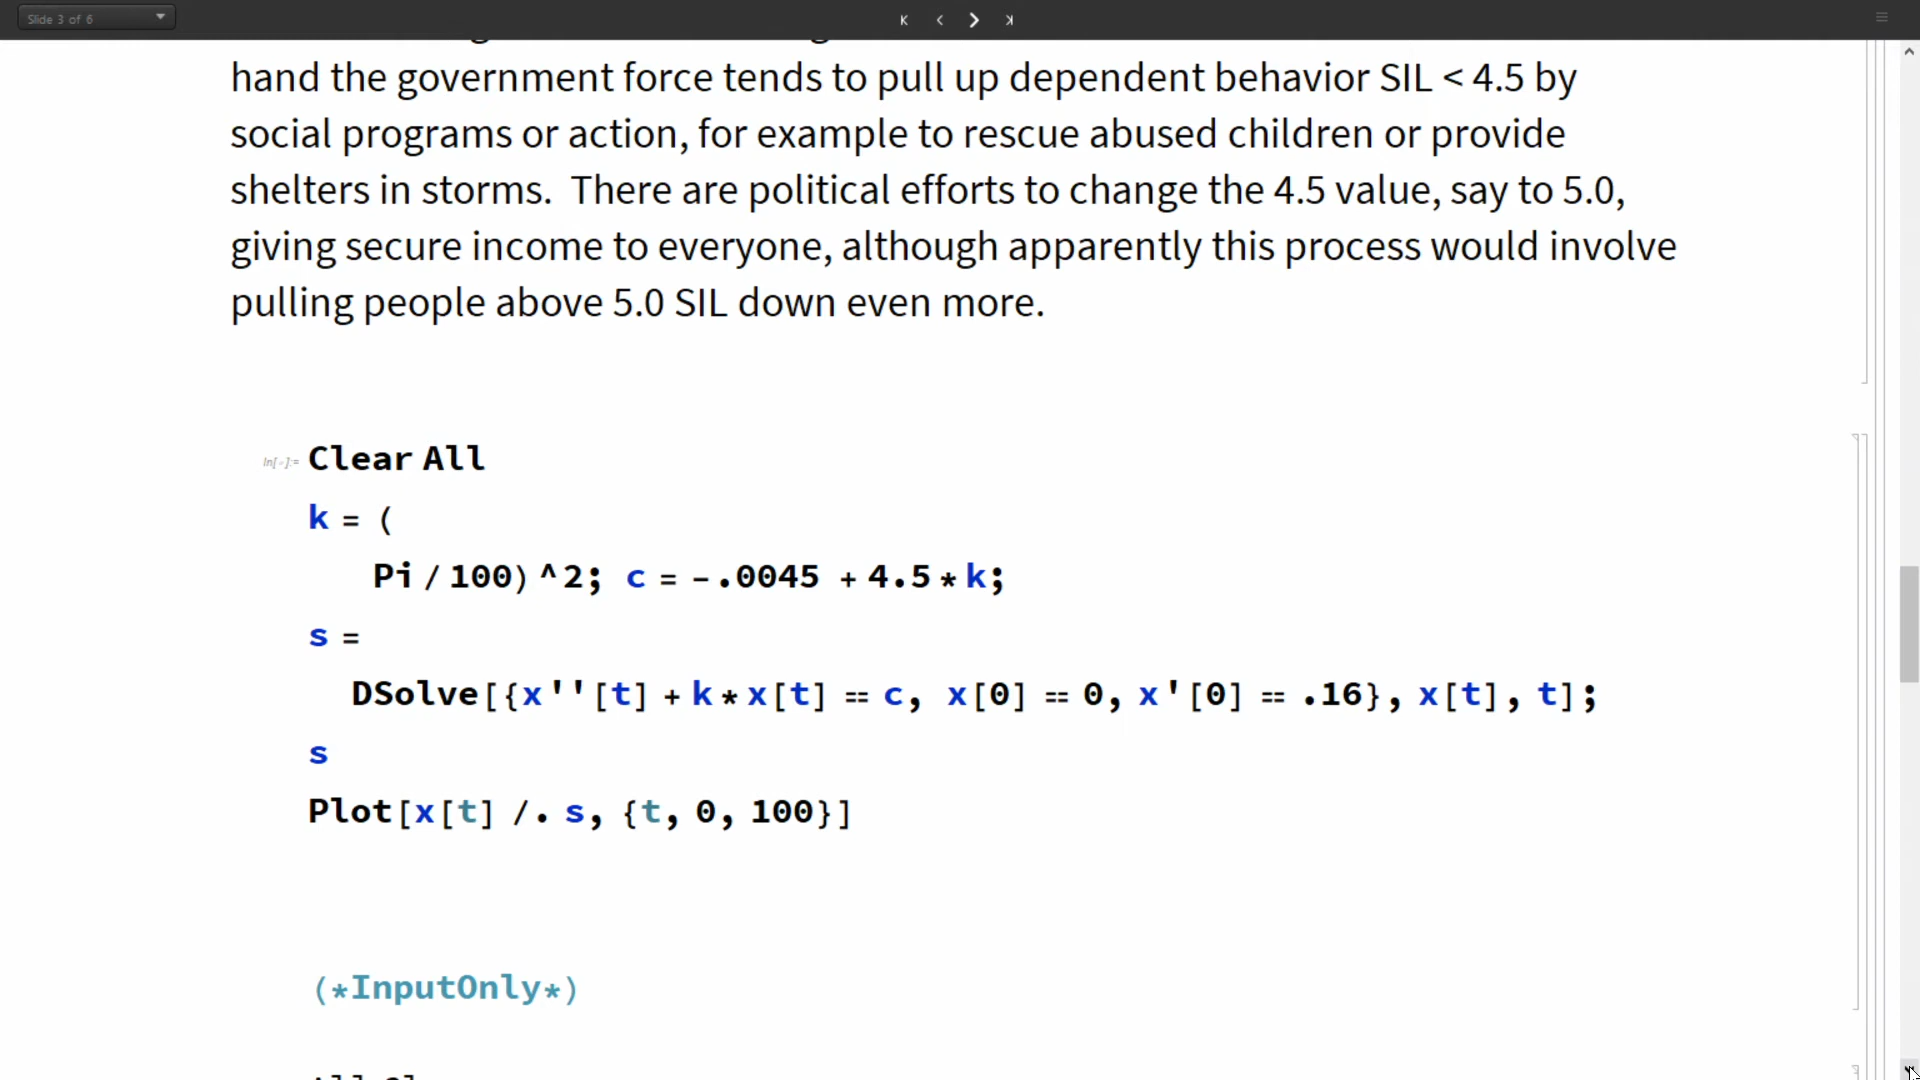 Slide 3 of 6
hand the government force tends to pull up dependent behavior SIL < 4.5 by
social programs or action, for example to rescue abused children or provide
shelters in storms.  There are political efforts to change the 4.5 value, say to 5.0,
giving secure income to everyone, although apparently this process would involve
pulling people above 5.0 SIL down even more.
In[◦]:= Clear All
k = (
Pi / 100) ^ 2;  c = -.0045 + 4.5 * k;
s =
DSolve[{x''[t] + k * x[t] == c, x[0] == 0, x'[0] == .16}, x[t], t];
s
Plot[x[t] /. s, {t, 0, 100}]
(*InputOnly*)